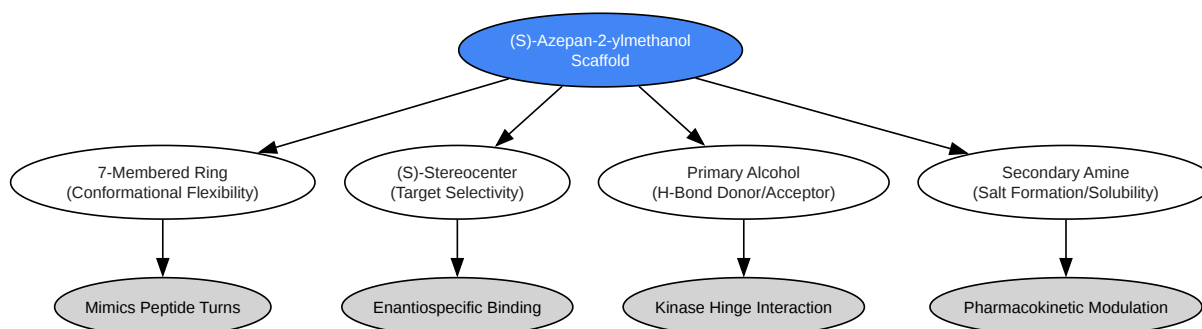 (S)-Azepan-2-ylmethanol
Scaffold
7-Membered Ring
(Conformational Flexibility)
(S)-Stereocenter
(Target Selectivity)
Primary Alcohol
(H-Bond Donor/Acceptor)
Secondary Amine
(Salt Formation/Solubility)
Mimics Peptide Turns
Enantiospecific Binding
Kinase Hinge Interaction
Pharmacokinetic Modulation